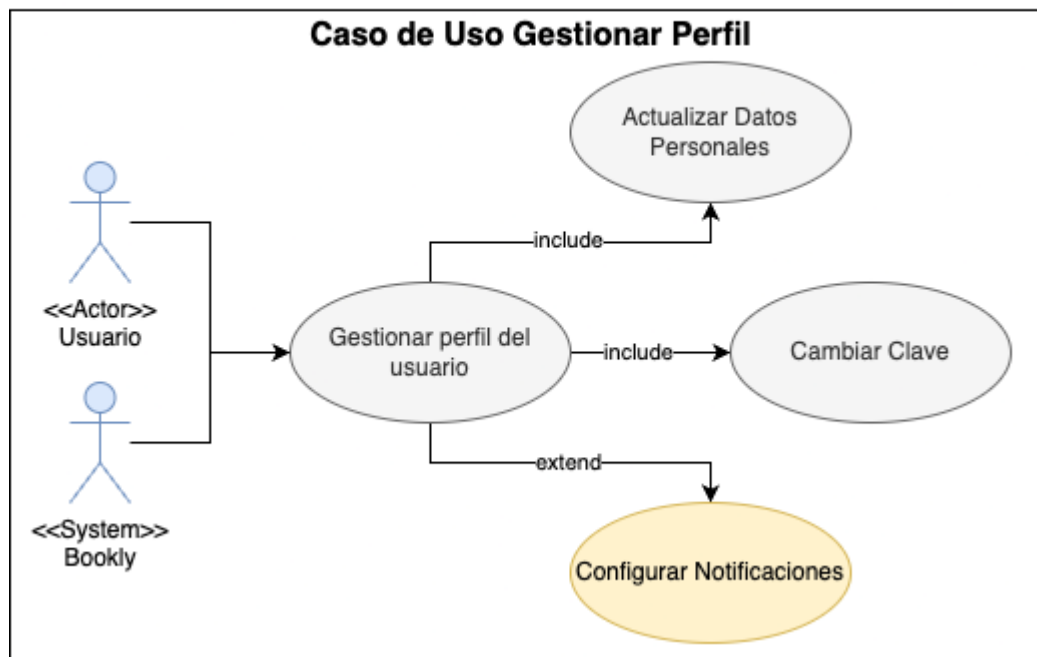 Caso de Uso Gestionar Perfil
Actualizar Datos
Personales
include
<<Actor>>
Usuario
Gestionar perfil del
usuario
include
Cambiar Clave
extend
<<System>>
Bookly
Configurar Notificaciones